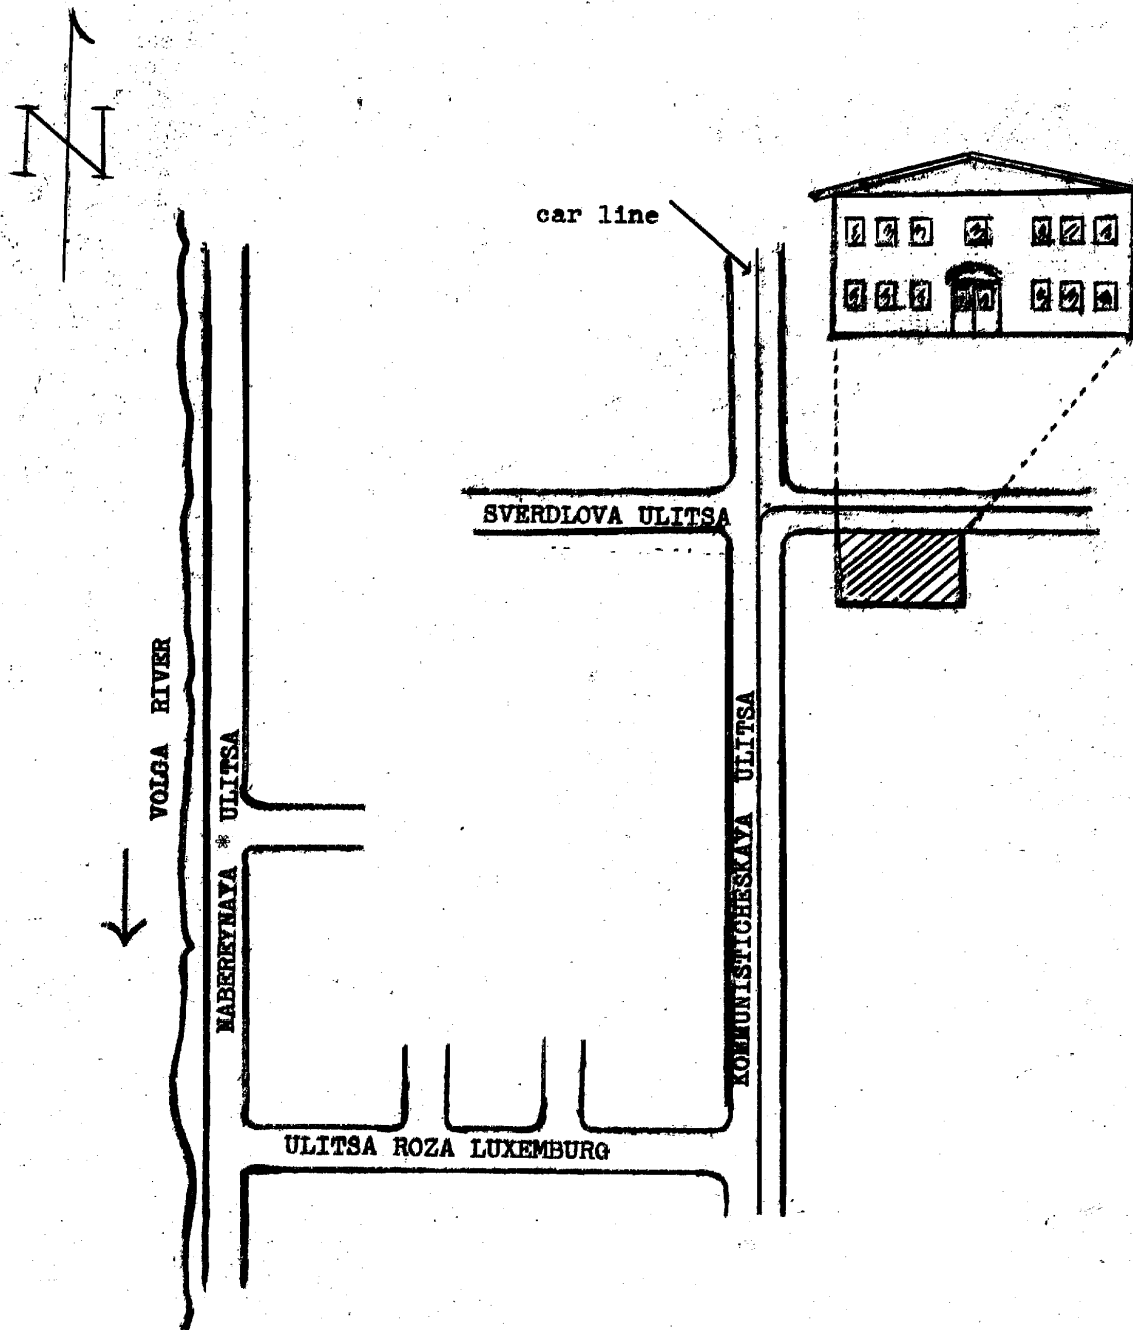 N
car line
SVERDLOVA ULITSA
VOLGA RIVER
NABEREYNAYA * ULITSA
KOMMUNISTICHESKAYA ULITSA
ULITSA ROZA LUXEMBURG